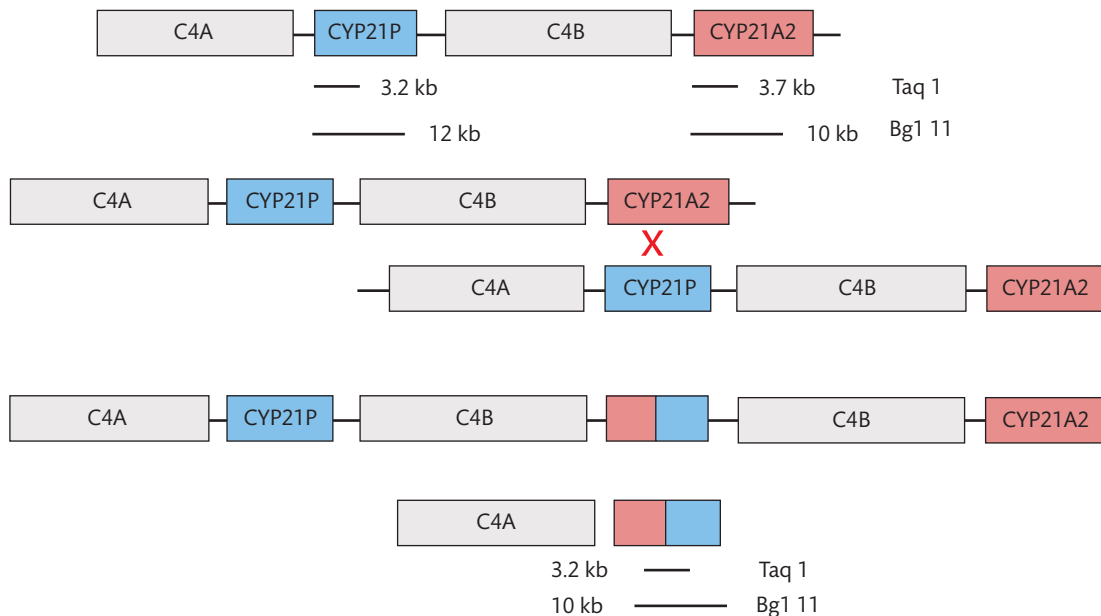 C4A CYP21P C4B CYP21A2
3.2 kb 3.7 kb Taq 1
12 kb 10 kb Bg1 11
C4A CYP21P C4B CYP21A2
X
C4A CYP21P C4B CYP21A2
C4A CYP21P C4B C4B CYP21A2
C4A
3.2 kb Taq 1
10 kb Bg1 11